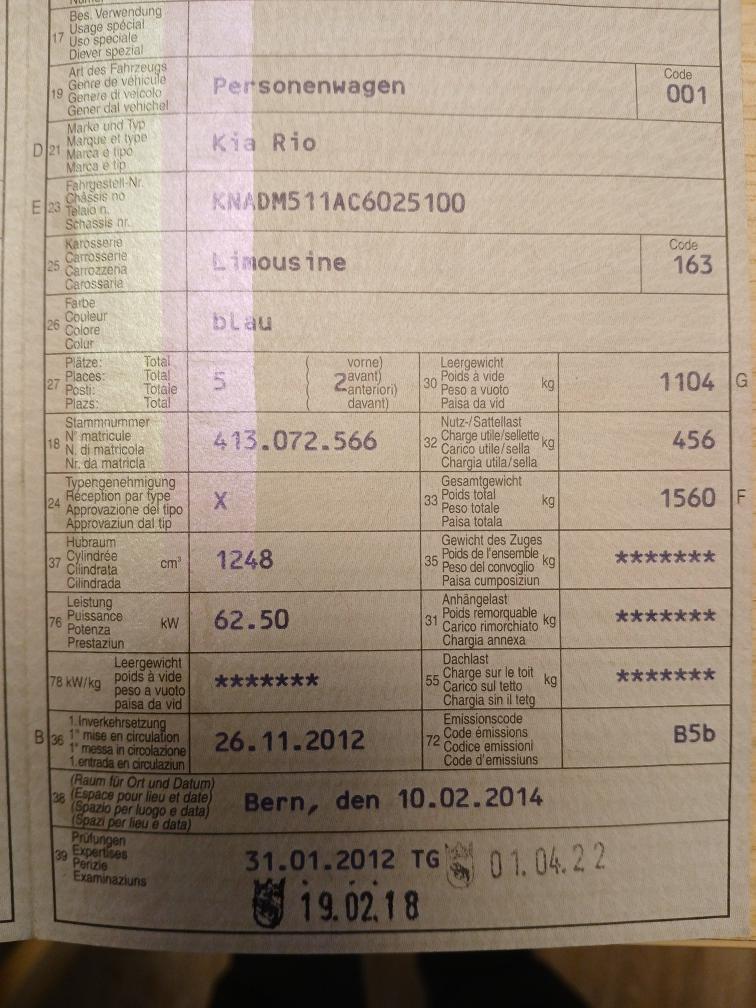 17 Bes. Verwendung
Usage spécial
Uso speciale
Diever spezial
19 Art des Fahrzeugs
Genre de véhicule
Genere di veicolo
Gener dal vehichel
Personenwagen
Code
001
D 21 Marke und Typ
Marque et type
Marca e tipo
Marca e tip
Kia Rio
E 23 Fahrgestell-Nr.
Châssis no
Telaio n.
Schassis nr.
KNADM511AC6025100
25 Karosserie
Carrosserie
Carrozzeria
Carossaria
Limousine
Code
163
26 Farbe
Couleur
Colore
Colur
blau
27 Plätze: Total
Places: Total
Posti: Totale
Plazs: Total
5
( vorne)
( avant)
( anteriori)
( davant)
2
30 Leergewicht
Poids à vide
Peso a vuoto
Paisa da vid
kg
1104 G
18 Stammnummer
N° matricule
N. di matricola
Nr. da matricla
413.072.566
32 Nutz-/Sattellast
Charge utile/sellette
Carico utile/sella
Chargia utila/sella
kg
456
24 Typengenehmigung
Réception par type
Approvazione del tipo
Approvaziun dal tip
X
33 Gesamtgewicht
Poids total
Peso totale
Paisa totala
kg
1560 F
37 Hubraum
Cylindrée
Cilindrata
Cilindrada
cm³
1248
35 Gewicht des Zuges
Poids de l'ensemble
Peso del convoglio
Paisa cumposiziun
kg
*******
76 Leistung
Puissance
Potenza
Prestaziun
kW
62.50
31 Anhängelast
Poids remorquable
Carico rimorchiato
Chargia annexa
kg
*******
78 kW/kg
Leergewicht
poids à vide
peso a vuoto
paisa da vid
*******
55 Dachlast
Charge sur le toit
Carico sul tetto
Chargia sin il tetg
kg
*******
B 36 1.Inverkehrsetzung
1re mise en circulation
1a messa in circolazione
1.entrada en circulaziun
26.11.2012
72 Emissionscode
Code émissions
Codice emissioni
Code d'emissiuns
B5b
38 (Raum für Ort und Datum)
(Espace pour lieu et date)
(Spazio per luogo e data)
(Spazi per lieu e data)
Bern, den 10.02.2014
39 Prüfungen
Expertises
Perizie
Examinaziuns
31.01.2012 TG
01.04.22
19.02.18